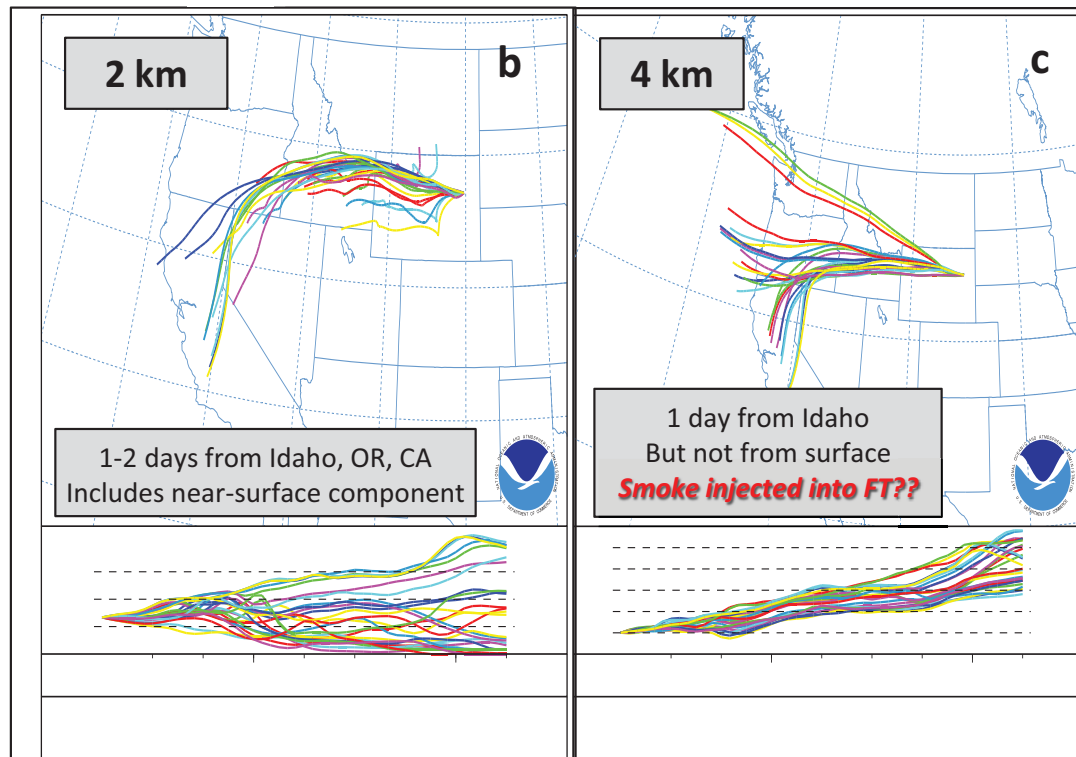 2 km
b
1-2 days from Idaho, OR, CA
Includes near-surface component
4 km
c
1 day from Idaho
But not from surface
Smoke injected into FT??